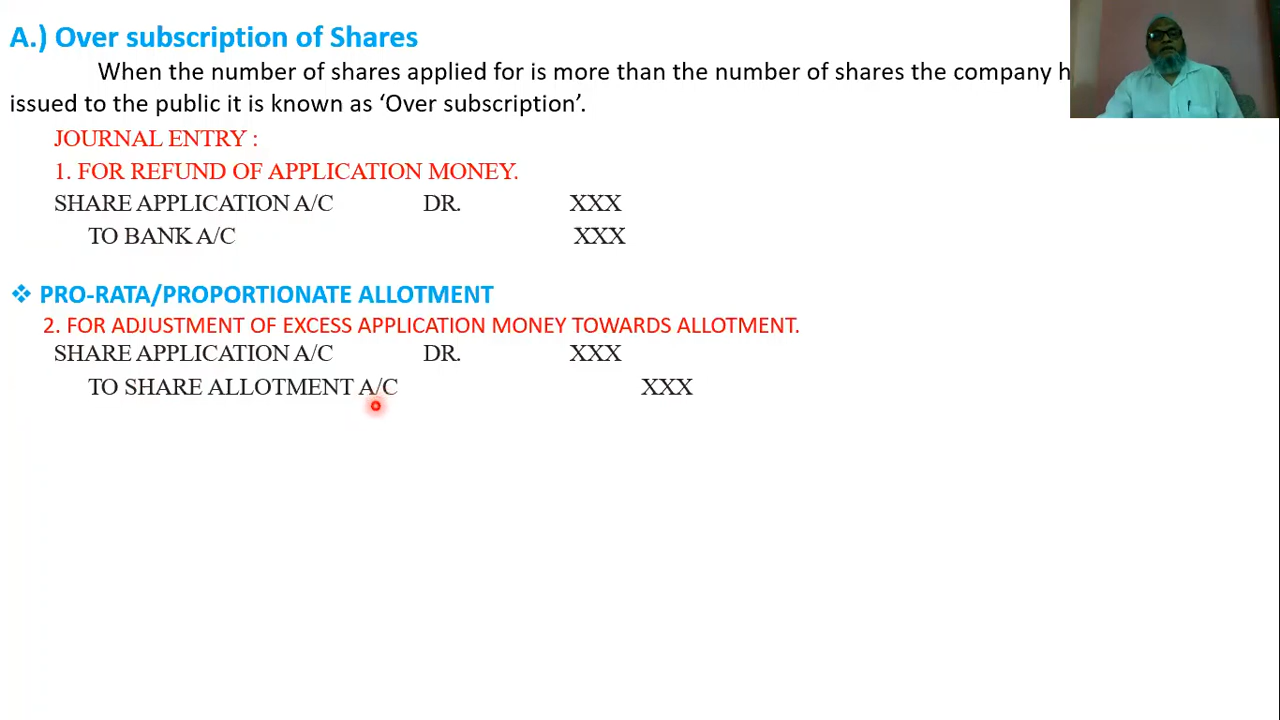 A.) Over subscription of Shares
When the number of shares applied for is more than the number of shares the company
issued to the public it is known as ‘Over subscription’.
JOURNAL ENTRY :
1. FOR REFUND OF APPLICATION MONEY.
SHARE APPLICATION A/C DR. XXX
TO BANK A/C XXX
❖ PRO-RATA/PROPORTIONATE ALLOTMENT
2. FOR ADJUSTMENT OF EXCESS APPLICATION MONEY TOWARDS ALLOTMENT.
SHARE APPLICATION A/C DR. XXX
TO SHARE ALLOTMENT A/C XXX